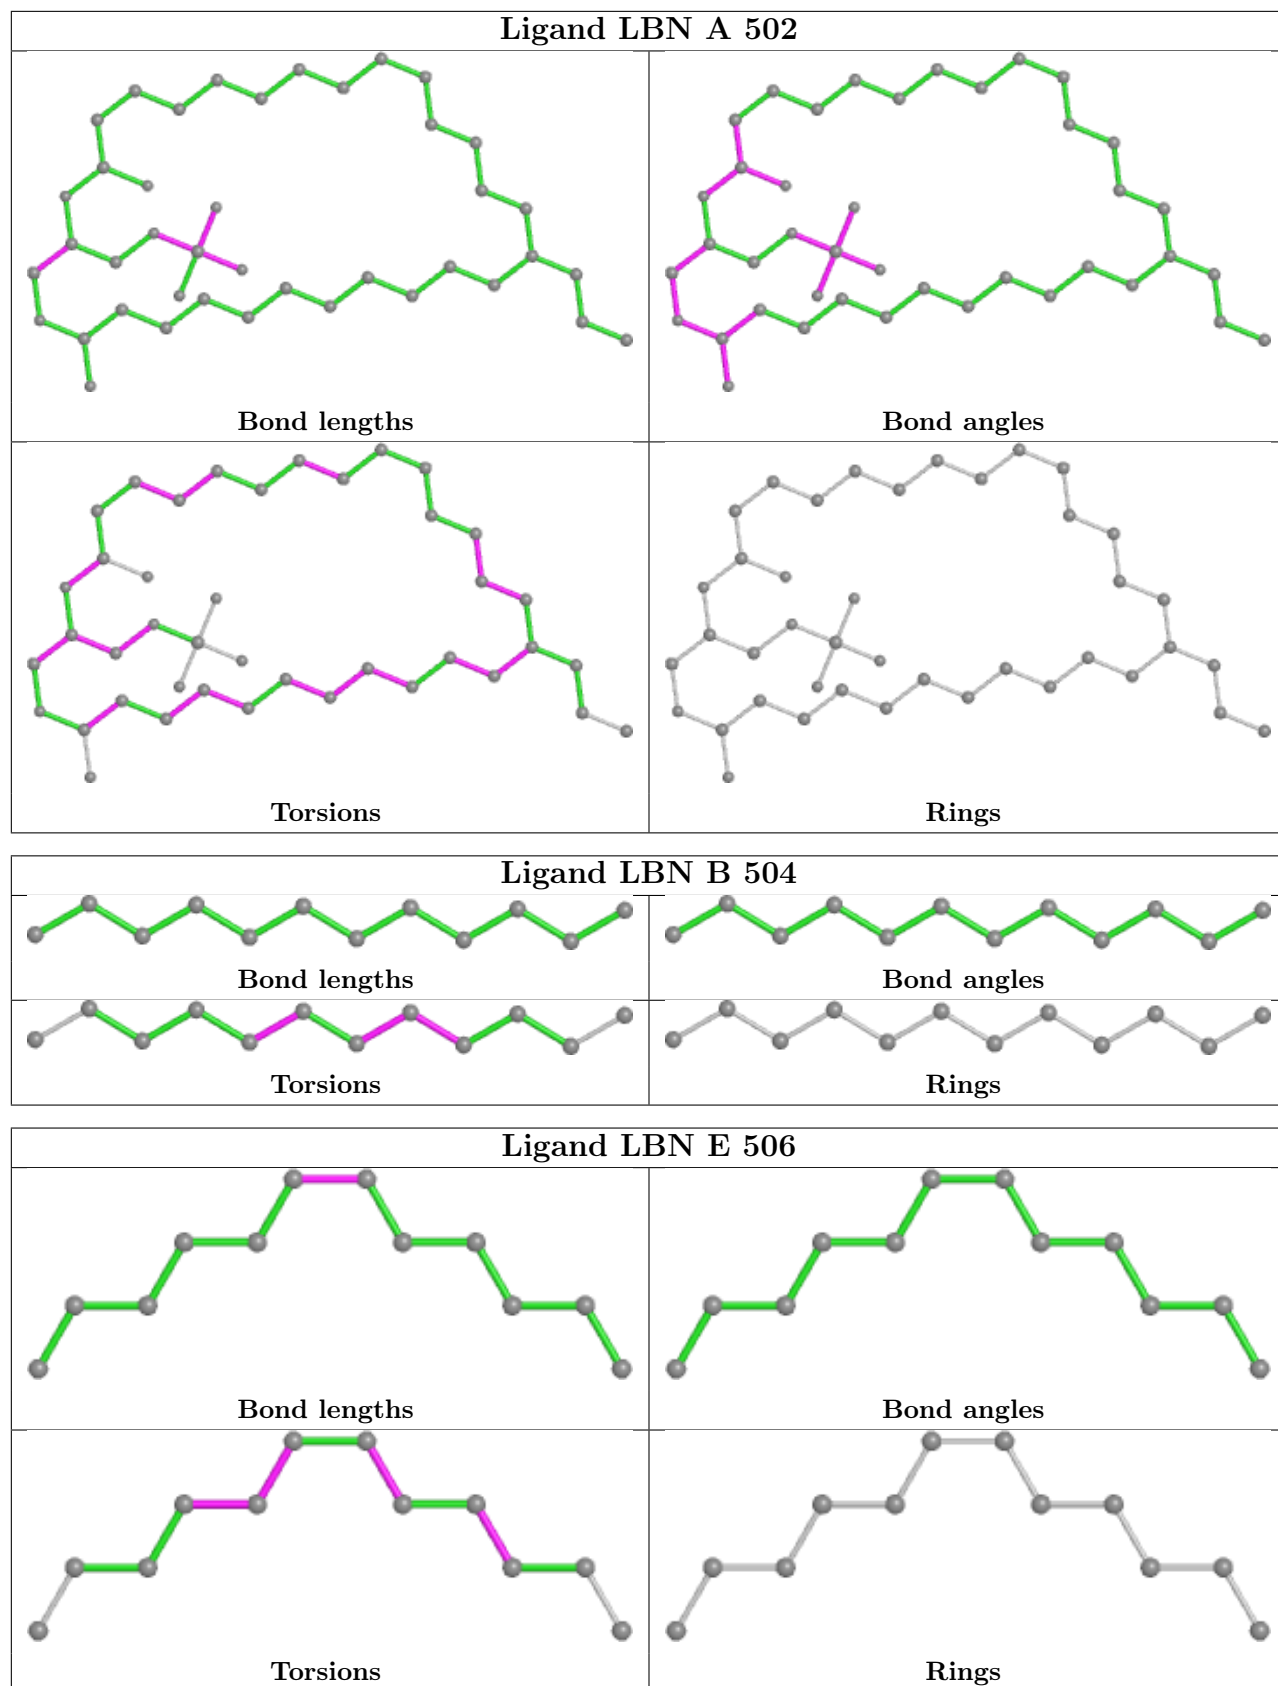 Ligand LBN A 502
Bond lengths
Bond angles
Torsions
Rings
Ligand LBN B 504
Bond lengths
Bond angles
Torsions
Rings
Ligand LBN E 506
Bond lengths
Bond angles
Torsions
Rings